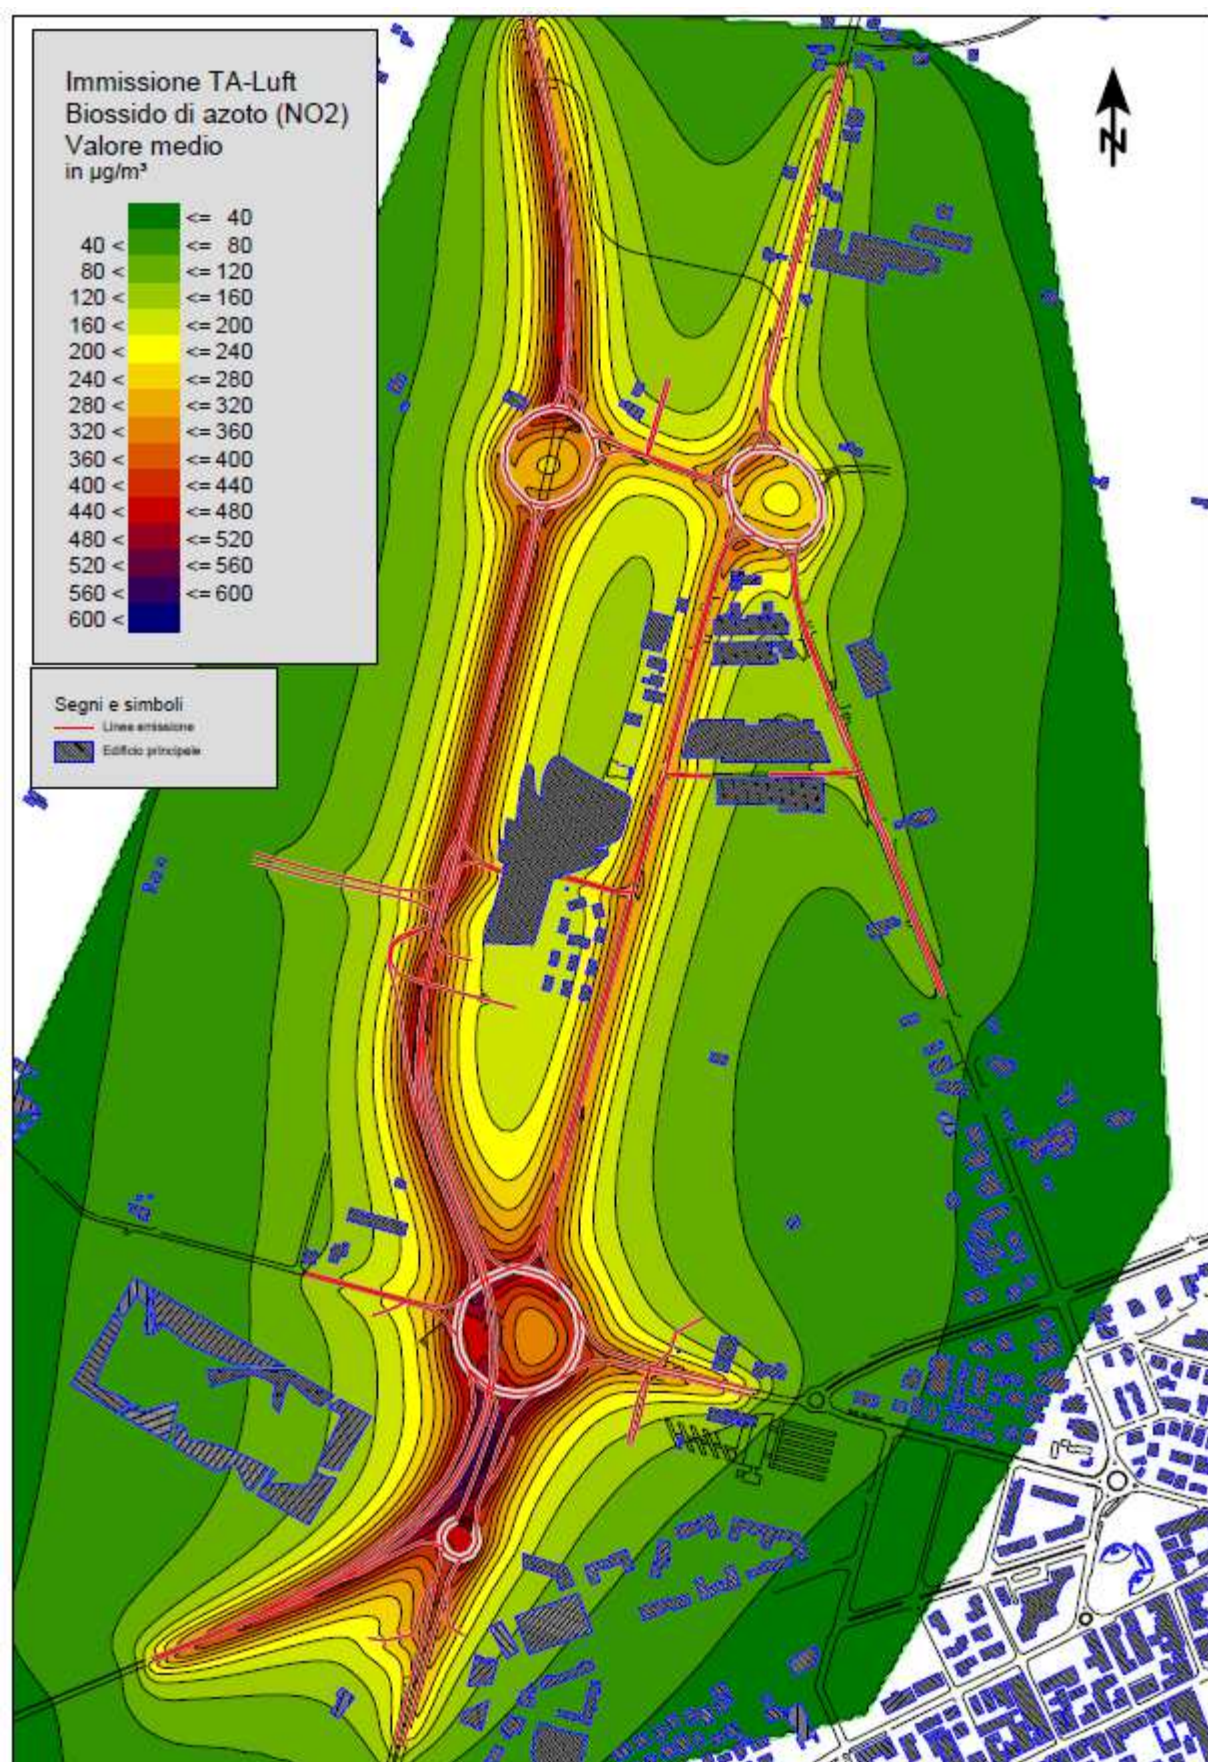 Immissione TA-Luft
Biossido di azoto (NO2)
Valore medio
in µg/m³
<= 40
40 < <= 80
80 < <= 120
120 < <= 160
160 < <= 200
200 < <= 240
240 < <= 280
280 < <= 320
320 < <= 360
360 < <= 400
400 < <= 440
440 < <= 480
480 < <= 520
520 < <= 560
560 < <= 600
600 <
Segni e simboli
Linea emissione
Edificio principale
N